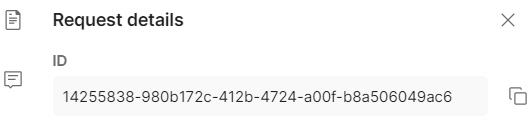 Request details
ID
14255838-980b172c-412b-4724-a00f-b8a506049ac6